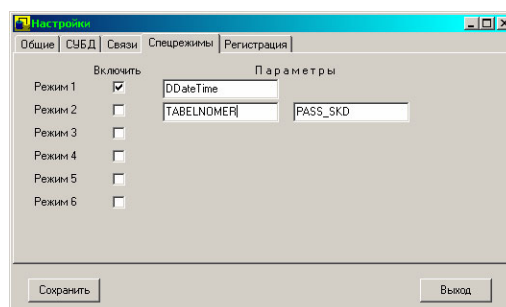 Настройки
Общие СУБД Связи Спецрежимы Регистрация
Включить Параметры
Режим 1 DDateTime
Режим 2 TABELNOMER PASS_SKD
Режим 3
Режим 4
Режим 5
Режим 6
Сохранить Выход